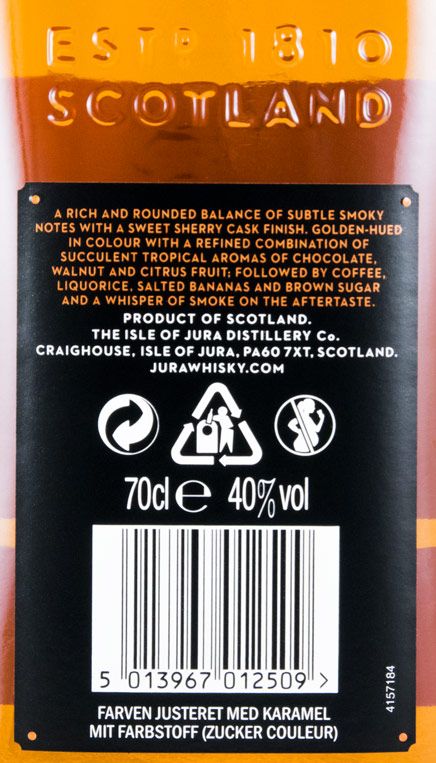 ESTD 1810
SCOTLAND
A RICH AND ROUNDED BALANCE OF SUBTLE SMOKY
NOTES WITH A SWEET SHERRY CASK FINISH. GOLDEN-HUED
IN COLOUR WITH A REFINED COMBINATION OF
SUCCULENT TROPICAL AROMAS OF CHOCOLATE,
WALNUT AND CITRUS FRUIT; FOLLOWED BY COFFEE,
LIQUORICE, SALTED BANANAS AND BROWN SUGAR
AND A WHISPER OF SMOKE ON THE AFTERTASTE.
PRODUCT OF SCOTLAND.
THE ISLE OF JURA DISTILLERY Co.
CRAIGHOUSE, ISLE OF JURA, PA60 7XT, SCOTLAND.
JURAWHISKY.COM
70cl e 40%vol
5 013967 012509 >
4157184
FARVEN JUSTERET MED KARAMEL
MIT FARBSTOFF (ZUCKER COULEUR)